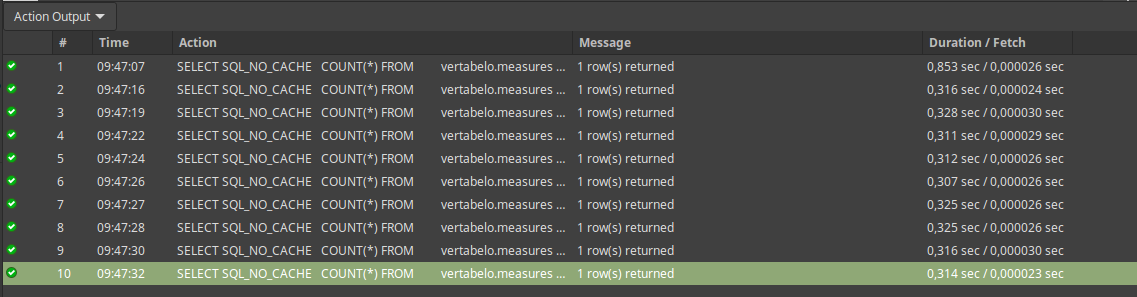 Action Output
# Time Action Message Duration / Fetch
1 09:47:07 SELECT SQL_NO_CACHE COUNT(*) FROM vertabelo.measures ... 1 row(s) returned 0,853 sec / 0,000026 sec
2 09:47:16 SELECT SQL_NO_CACHE COUNT(*) FROM vertabelo.measures ... 1 row(s) returned 0,316 sec / 0,000024 sec
3 09:47:19 SELECT SQL_NO_CACHE COUNT(*) FROM vertabelo.measures ... 1 row(s) returned 0,328 sec / 0,000030 sec
4 09:47:22 SELECT SQL_NO_CACHE COUNT(*) FROM vertabelo.measures ... 1 row(s) returned 0,311 sec / 0,000029 sec
5 09:47:24 SELECT SQL_NO_CACHE COUNT(*) FROM vertabelo.measures ... 1 row(s) returned 0,312 sec / 0,000026 sec
6 09:47:26 SELECT SQL_NO_CACHE COUNT(*) FROM vertabelo.measures ... 1 row(s) returned 0,307 sec / 0,000026 sec
7 09:47:27 SELECT SQL_NO_CACHE COUNT(*) FROM vertabelo.measures ... 1 row(s) returned 0,325 sec / 0,000026 sec
8 09:47:28 SELECT SQL_NO_CACHE COUNT(*) FROM vertabelo.measures ... 1 row(s) returned 0,325 sec / 0,000026 sec
9 09:47:30 SELECT SQL_NO_CACHE COUNT(*) FROM vertabelo.measures ... 1 row(s) returned 0,316 sec / 0,000030 sec
10 09:47:32 SELECT SQL_NO_CACHE COUNT(*) FROM vertabelo.measures ... 1 row(s) returned 0,314 sec / 0,000023 sec